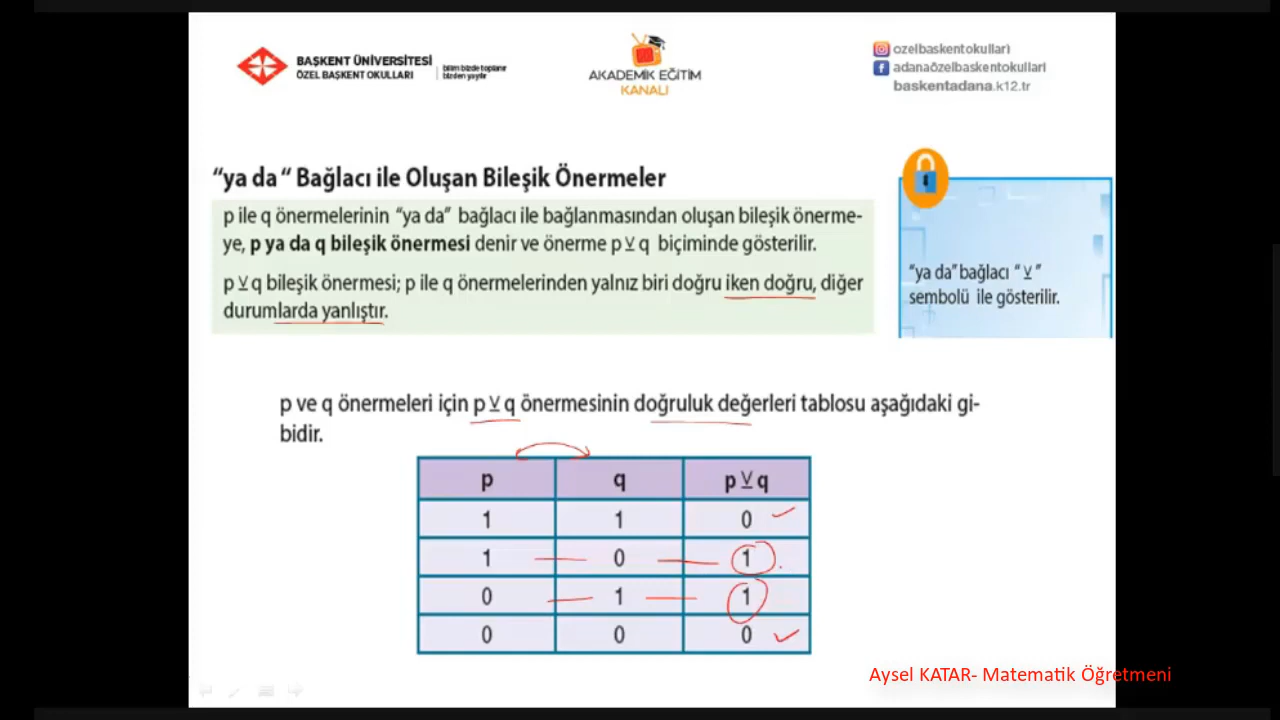 BAŞKENT ÜNİVERSİTESİ
ÖZEL BAŞKENT OKULLARI
bilim bizde toplanır
bizden yayılır
AKADEMİK EĞİTİM
KANALI
ozelbaskentokullari
adanaözelbaskentokullari
baskentadana.k12.tr
“ya da “ Bağlacı ile Oluşan Bileşik Önermeler
p ile q önermelerinin “ya da” bağlacı ile bağlanmasından oluşan bileşik önerme-
ye, p ya da q bileşik önermesi denir ve önerme p ⊻ q biçiminde gösterilir.
p ⊻ q bileşik önermesi; p ile q önermelerinden yalnız biri doğru iken doğru, diğer
durumlarda yanlıştır.
“ya da” bağlacı “ ⊻ ”
sembolü ile gösterilir.
p ve q önermeleri için p ⊻ q önermesinin doğruluk değerleri tablosu aşağıdaki gi-
bidir.
p q p ⊻ q
1 1 0
1 0 1
0 1 1
0 0 0
Aysel KATAR- Matematik Öğretmeni